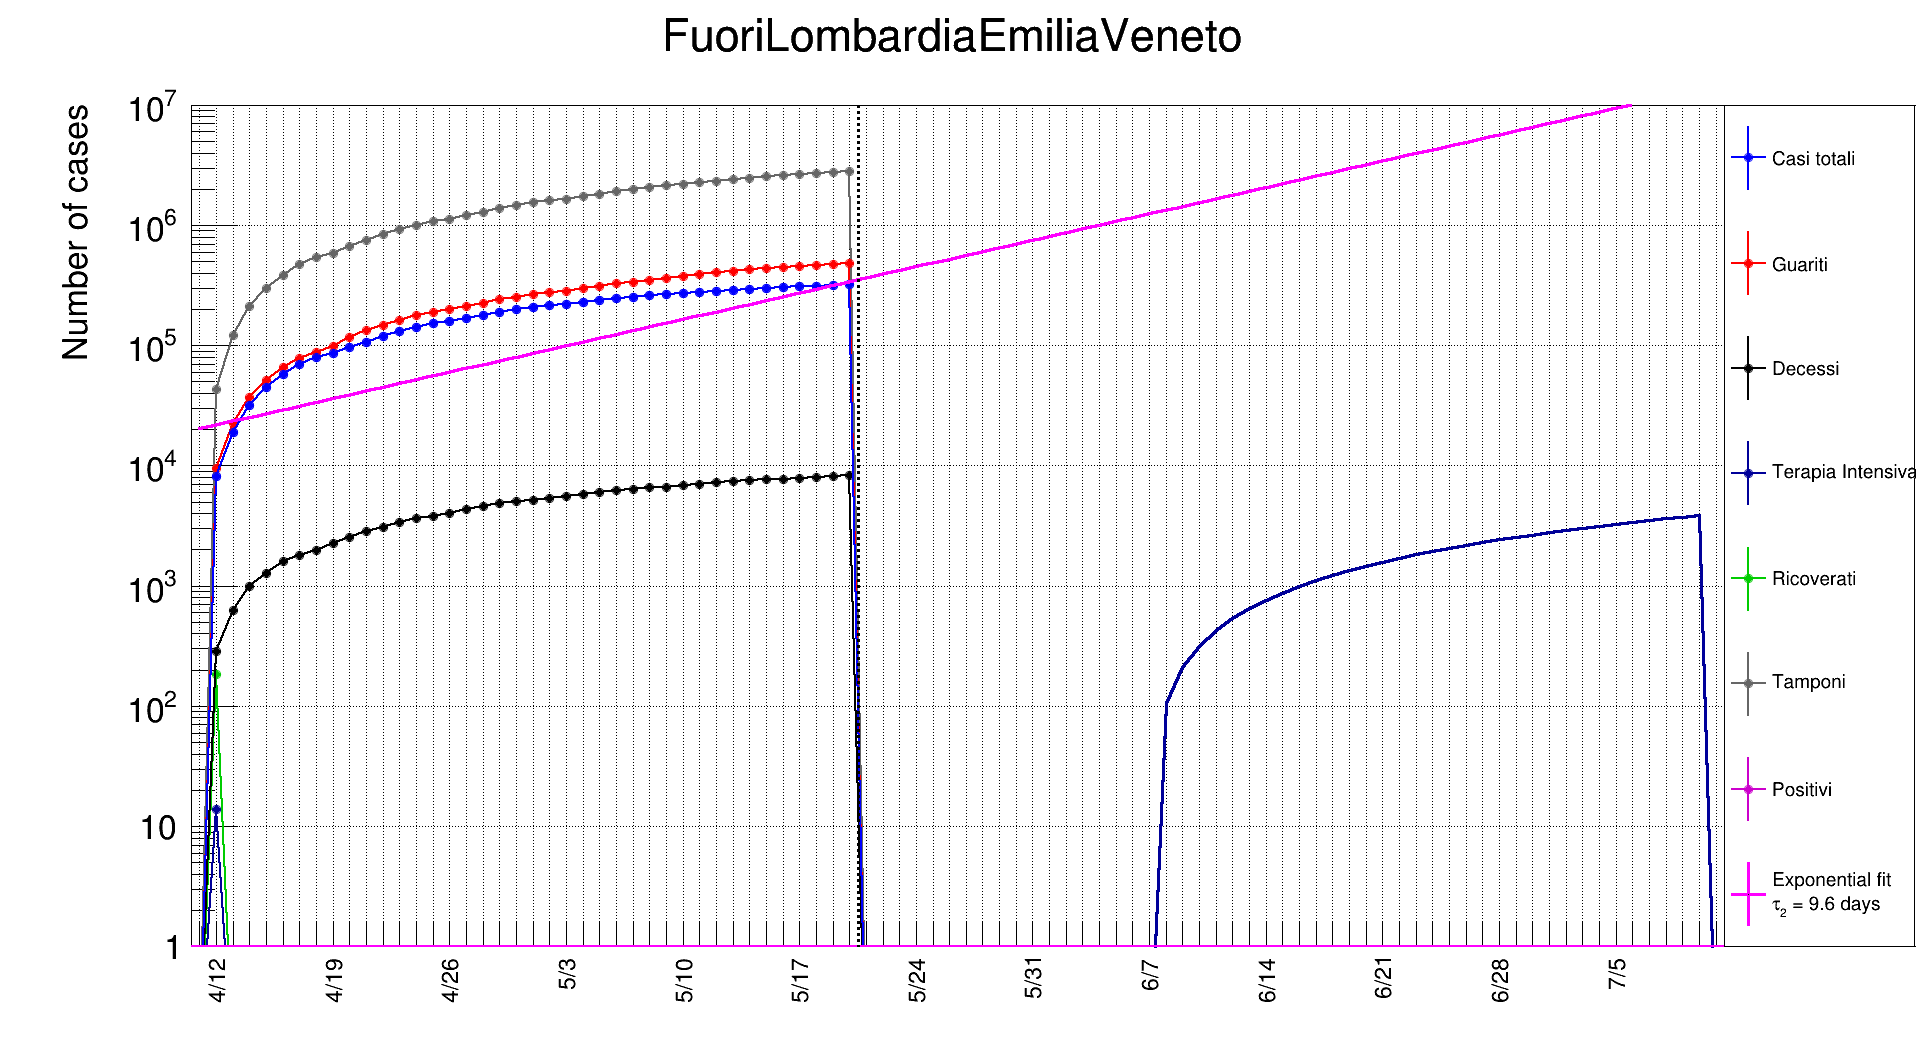 FuoriLombardiaEmiliaVeneto
Number of cases
10^7
10^6
10^5
10^4
10^3
10^2
10
1
4/12 4/19 4/26 5/3 5/10 5/17 5/24 5/31 6/7 6/14 6/21 6/28 7/5
Casi totali
Guariti
Decessi
Terapia Intensiva
Ricoverati
Tamponi
Positivi
Exponential fit
τ_2 = 9.6 days